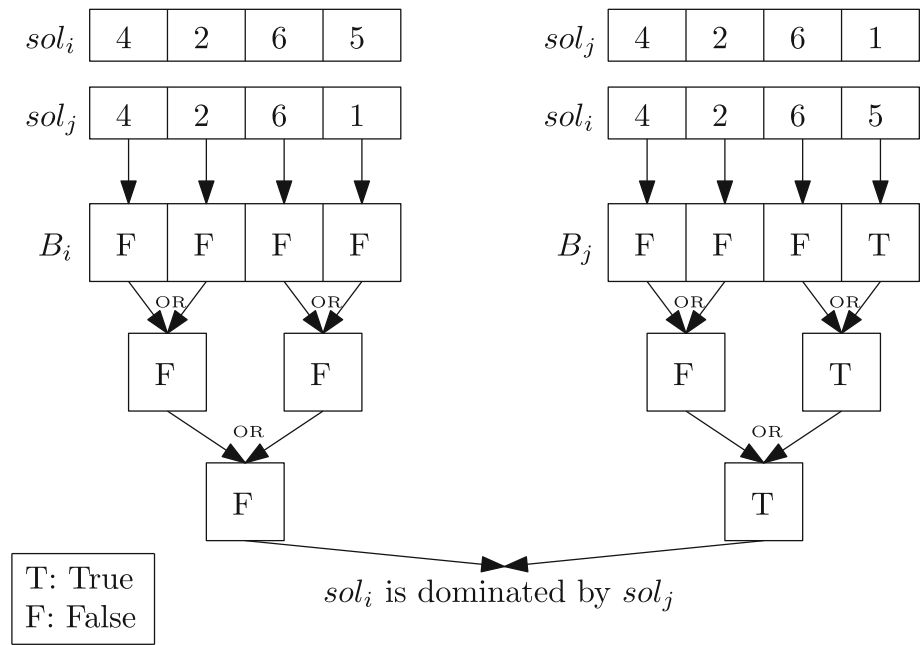 sol_i 4 2 6 5
sol_j 4 2 6 1
B_i F F F F
OR OR
F F
OR
F
sol_j 4 2 6 1
sol_i 4 2 6 5
B_j F F F T
OR OR
F T
OR
T
sol_i is dominated by sol_j
T: True
F: False